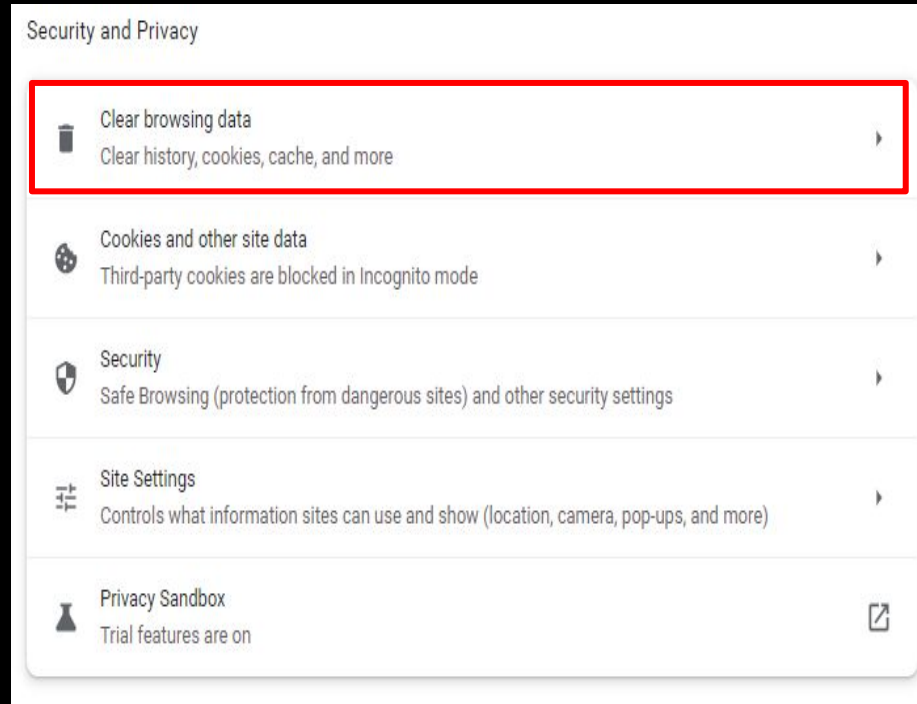 Security and Privacy
Clear browsing data
Clear history, cookies, cache, and more
Cookies and other site data
Third-party cookies are blocked in Incognito mode
Security
Safe Browsing (protection from dangerous sites) and other security settings
Site Settings
Controls what information sites can use and show (location, camera, pop-ups, and more)
Privacy Sandbox
Trial features are on